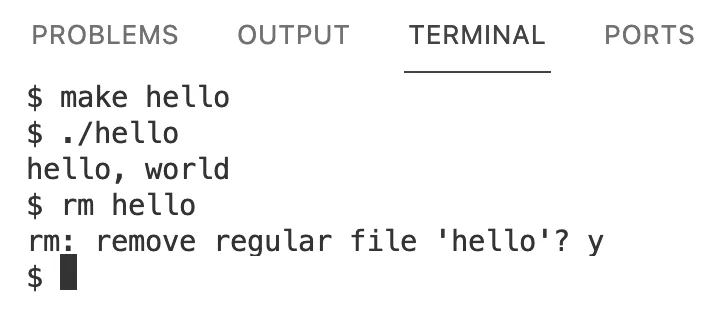 PROBLEMS OUTPUT TERMINAL PORTS
$ make hello
$ ./hello
hello, world
$ rm hello
rm: remove regular file 'hello'? y
$